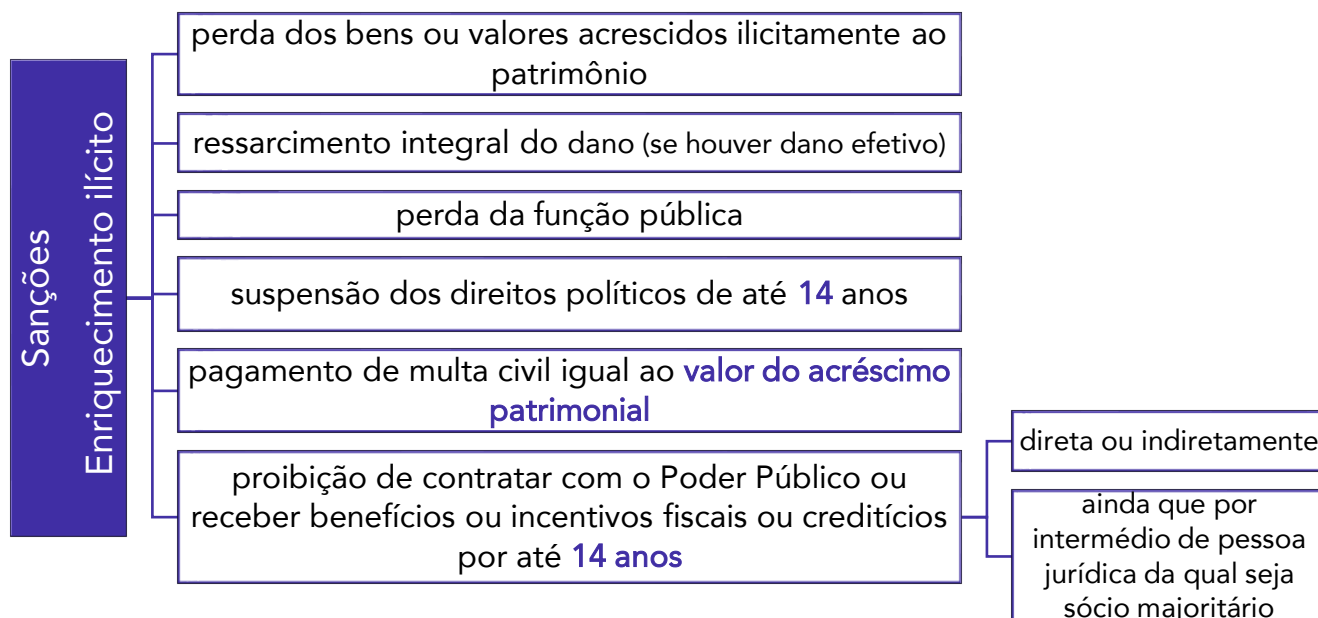 Sanções
Enriquecimento ilícito
perda dos bens ou valores acrescidos ilicitamente ao
patrimônio
ressarcimento integral do dano (se houver dano efetivo)
perda da função pública
suspensão dos direitos políticos de até 14 anos
pagamento de multa civil igual ao valor do acréscimo
patrimonial
proibição de contratar com o Poder Público ou
receber benefícios ou incentivos fiscais ou creditícios
por até 14 anos
direta ou indiretamente
ainda que por
intermédio de pessoa
jurídica da qual seja
sócio majoritário